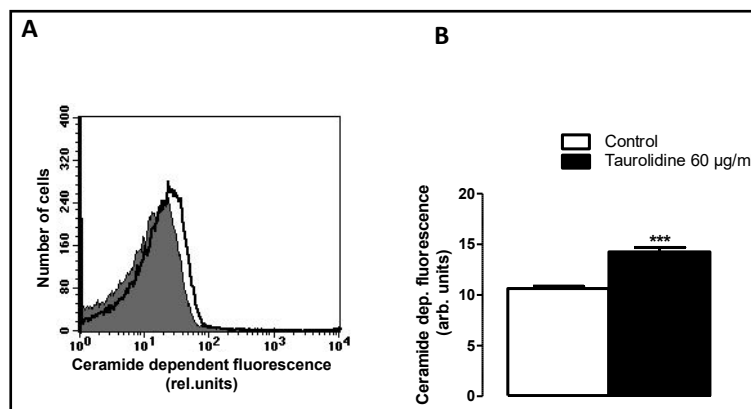 A
Number of cells
400
320
240
160
80
0
10^0 10^1 10^2 10^3 10^4
Ceramide dependent fluorescence
(rel.units)
B
Control
Taurolidine 60 µg/m
Ceramide dep. fluorescence
(arb. units)
20
15
10
5
0
***